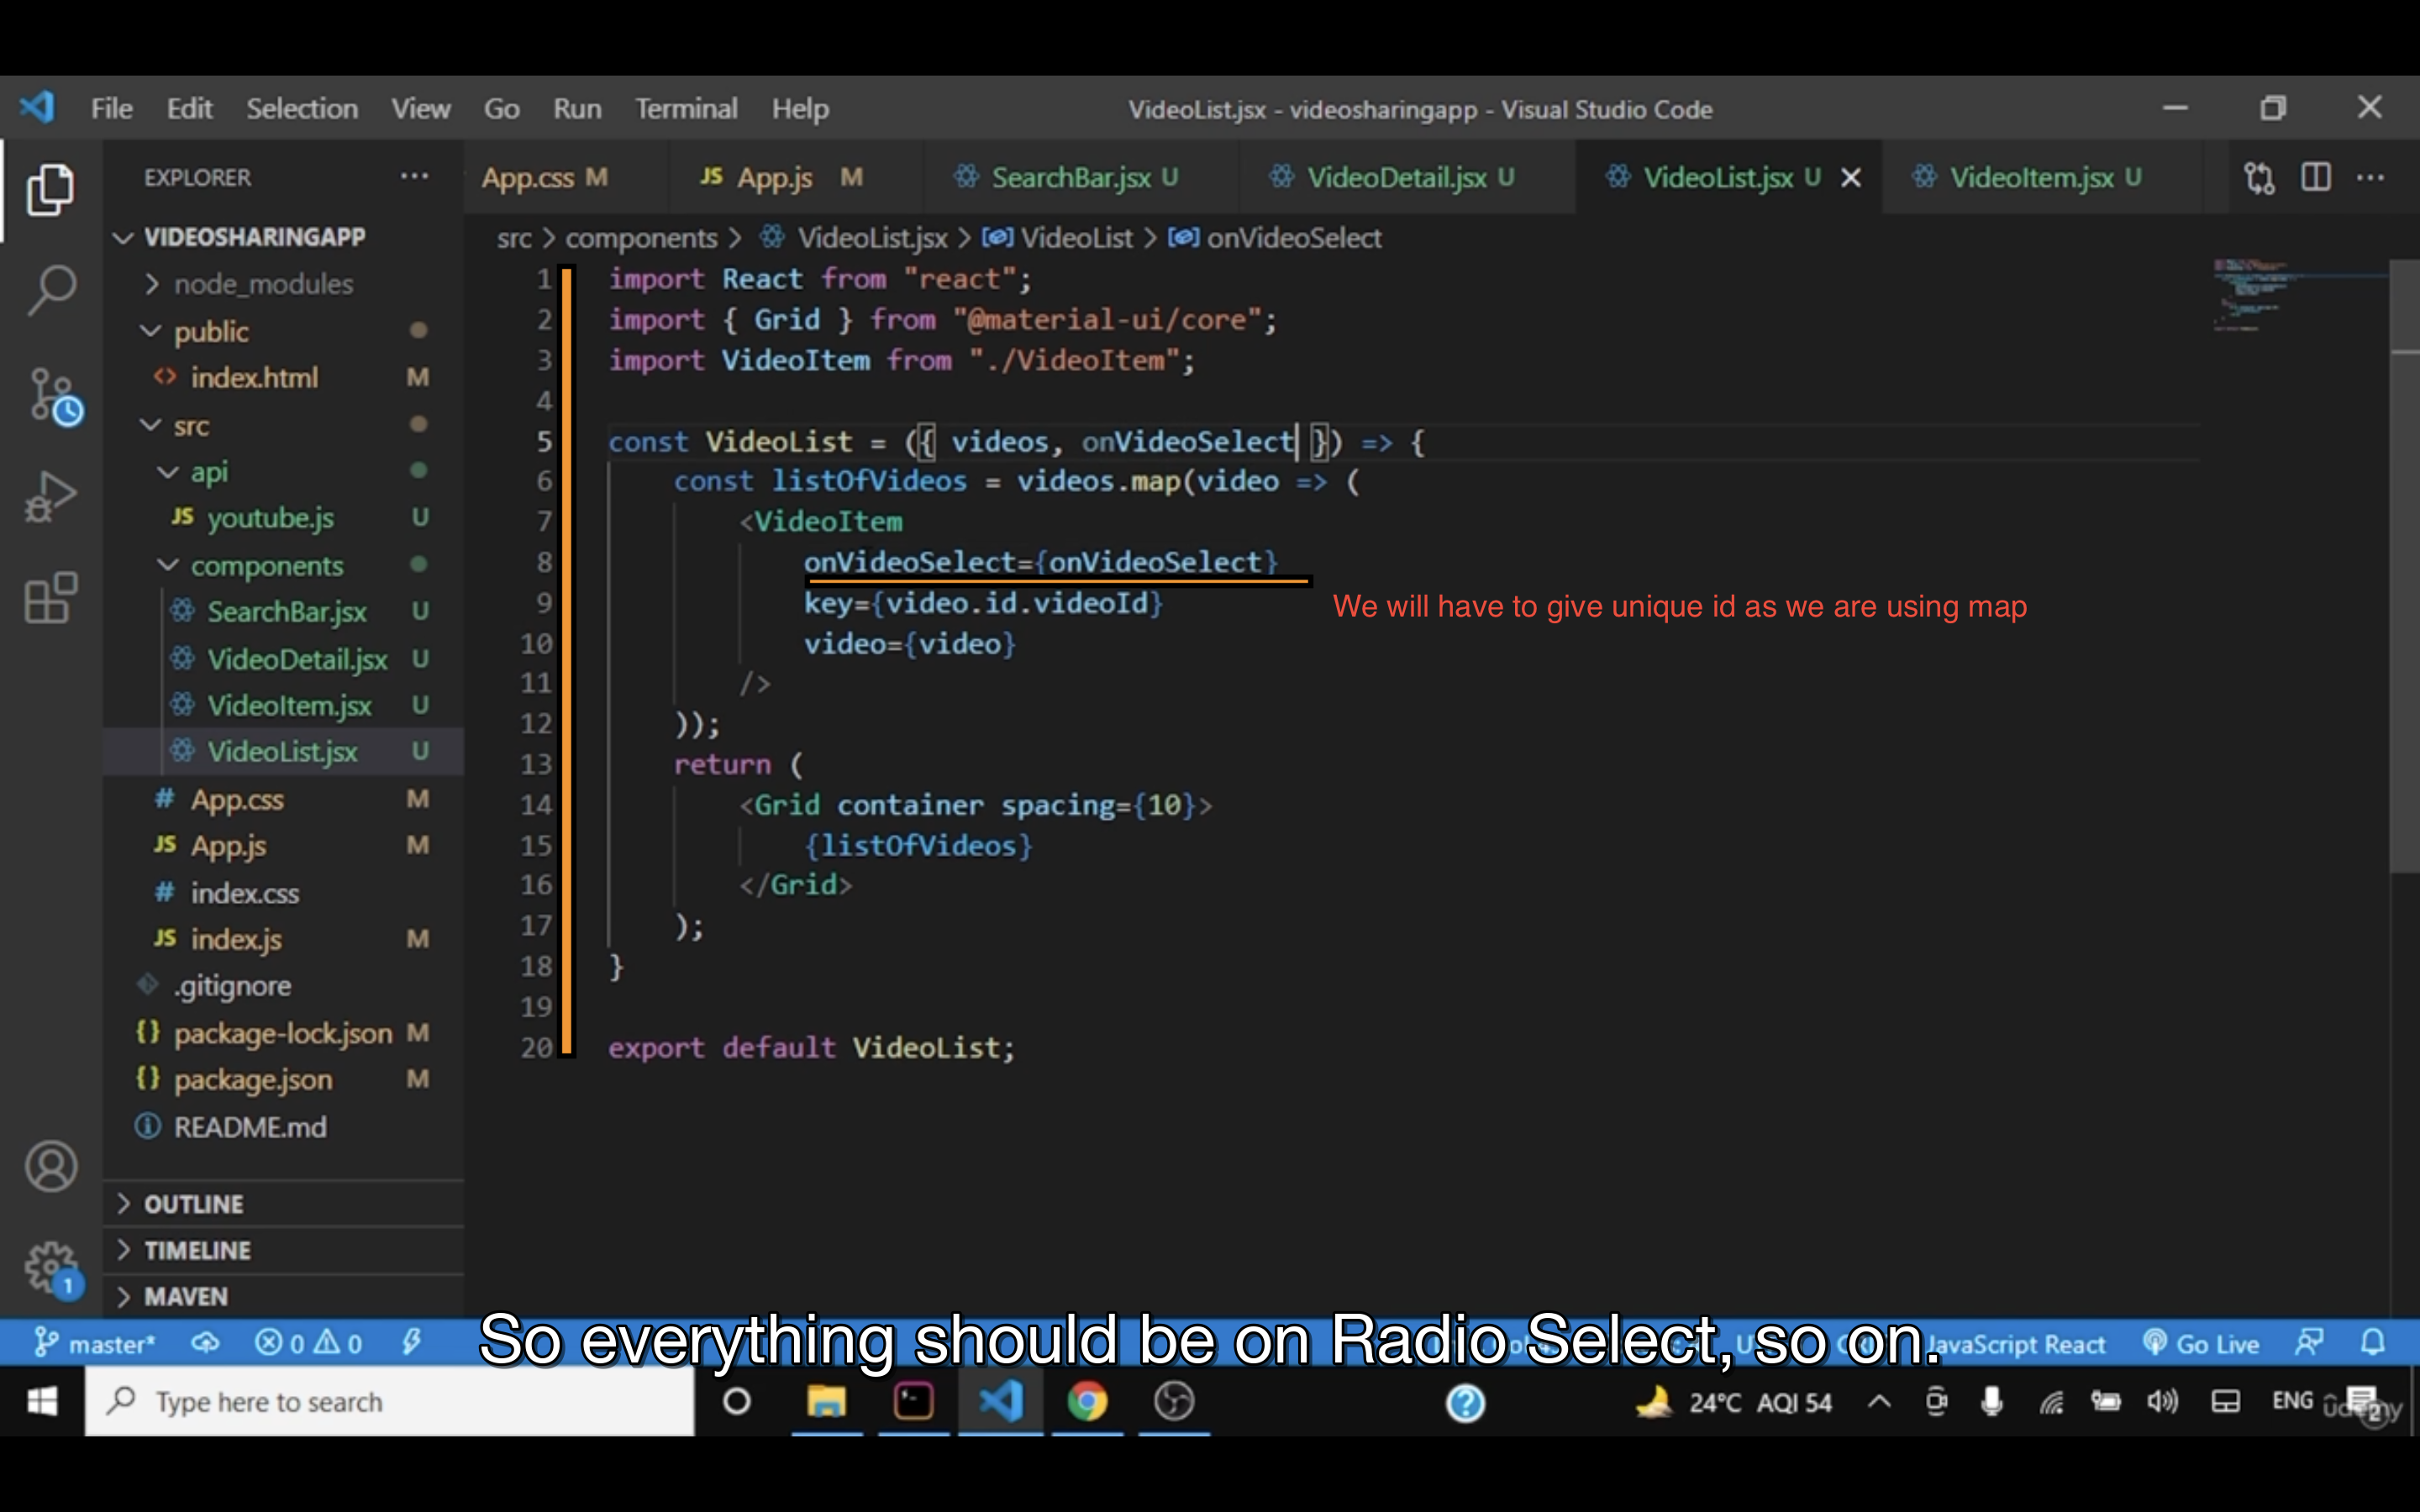 File Edit Selection View Go Run Terminal Help VideoList.jsx - videosharingapp - Visual Studio Code
EXPLORER ··· App.css M JS App.js M SearchBar.jsx U VideoDetail.jsx U VideoList.jsx U VideoItem.jsx U ···
VIDEOSHARINGAPP
node_modules
public
index.html M
src
api
JS youtube.js U
components
SearchBar.jsx U
VideoDetail.jsx U
VideoItem.jsx U
VideoList.jsx U
# App.css M
JS App.js M
# index.css
JS index.js M
.gitignore
{} package-lock.json M
{} package.json M
README.md
OUTLINE
TIMELINE
MAVEN
1
src > components > VideoList.jsx > VideoList > onVideoSelect
1 import React from "react";
2 import { Grid } from "@material-ui/core";
3 import VideoItem from "./VideoItem";
4
5 const VideoList = ({ videos, onVideoSelect }) => {
6 const listOfVideos = videos.map(video => (
7 <VideoItem
8 onVideoSelect={onVideoSelect}
9 key={video.id.videoId}
We will have to give unique id as we are using map
10 video={video}
11 />
12 ));
13 return (
14 <Grid container spacing={10}>
15 {listOfVideos}
16 </Grid>
17 );
18 }
19
20 export default VideoList;
So everything should be on Radio Select, so on.
master* 0 0 JavaScript React Go Live
Type here to search 24°C AQI 54 ENG 2
ûdemy